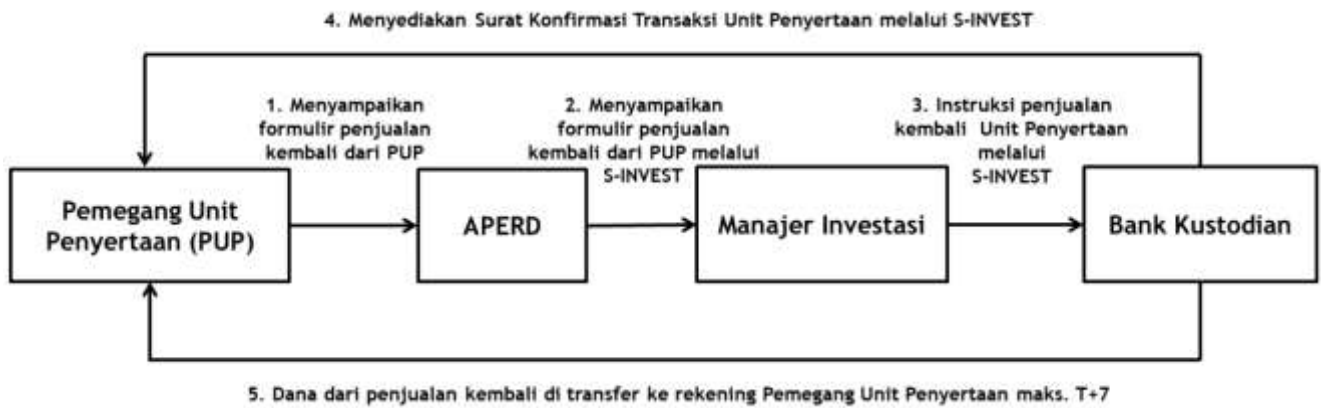 4. Menyediakan Surat Konfirmasi Transaksi Unit Penyertaan melalui S-INVEST
1. Menyampaikan
formulir penjualan
kembali dari PUP
2. Menyampaikan
formulir penjualan
kembali dari PUP melalui
S-INVEST
3. Instruksi penjualan
kembali Unit Penyertaan
melalui
S-INVEST
Pemegang Unit
Penyertaan (PUP)
APERD
Manajer Investasi
Bank Kustodian
5. Dana dari penjualan kembali di transfer ke rekening Pemegang Unit Penyertaan maks. T+7